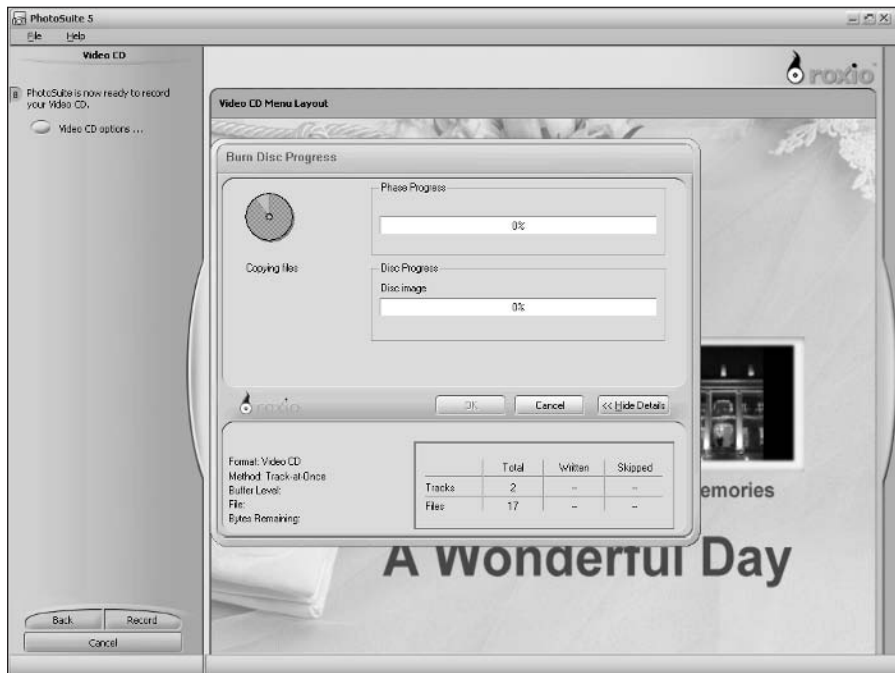 PhotoSuite 5
File Help
Video CD
PhotoSuite is now ready to record
your Video CD.
Video CD options ...
roxio
Video CD Menu Layout
Burn Disc Progress
Phase Progress
0%
Copying files
Disc Progress
Disc image
0%
roxio
OK Cancel << Hide Details
Format: Video CD
Method: Track-at-Once
Buffer Level:
File:
Bytes Remaining:
Total Written Skipped
Tracks 2 -- --
Files 17 -- --
emories
A Wonderful Day
Back Record
Cancel